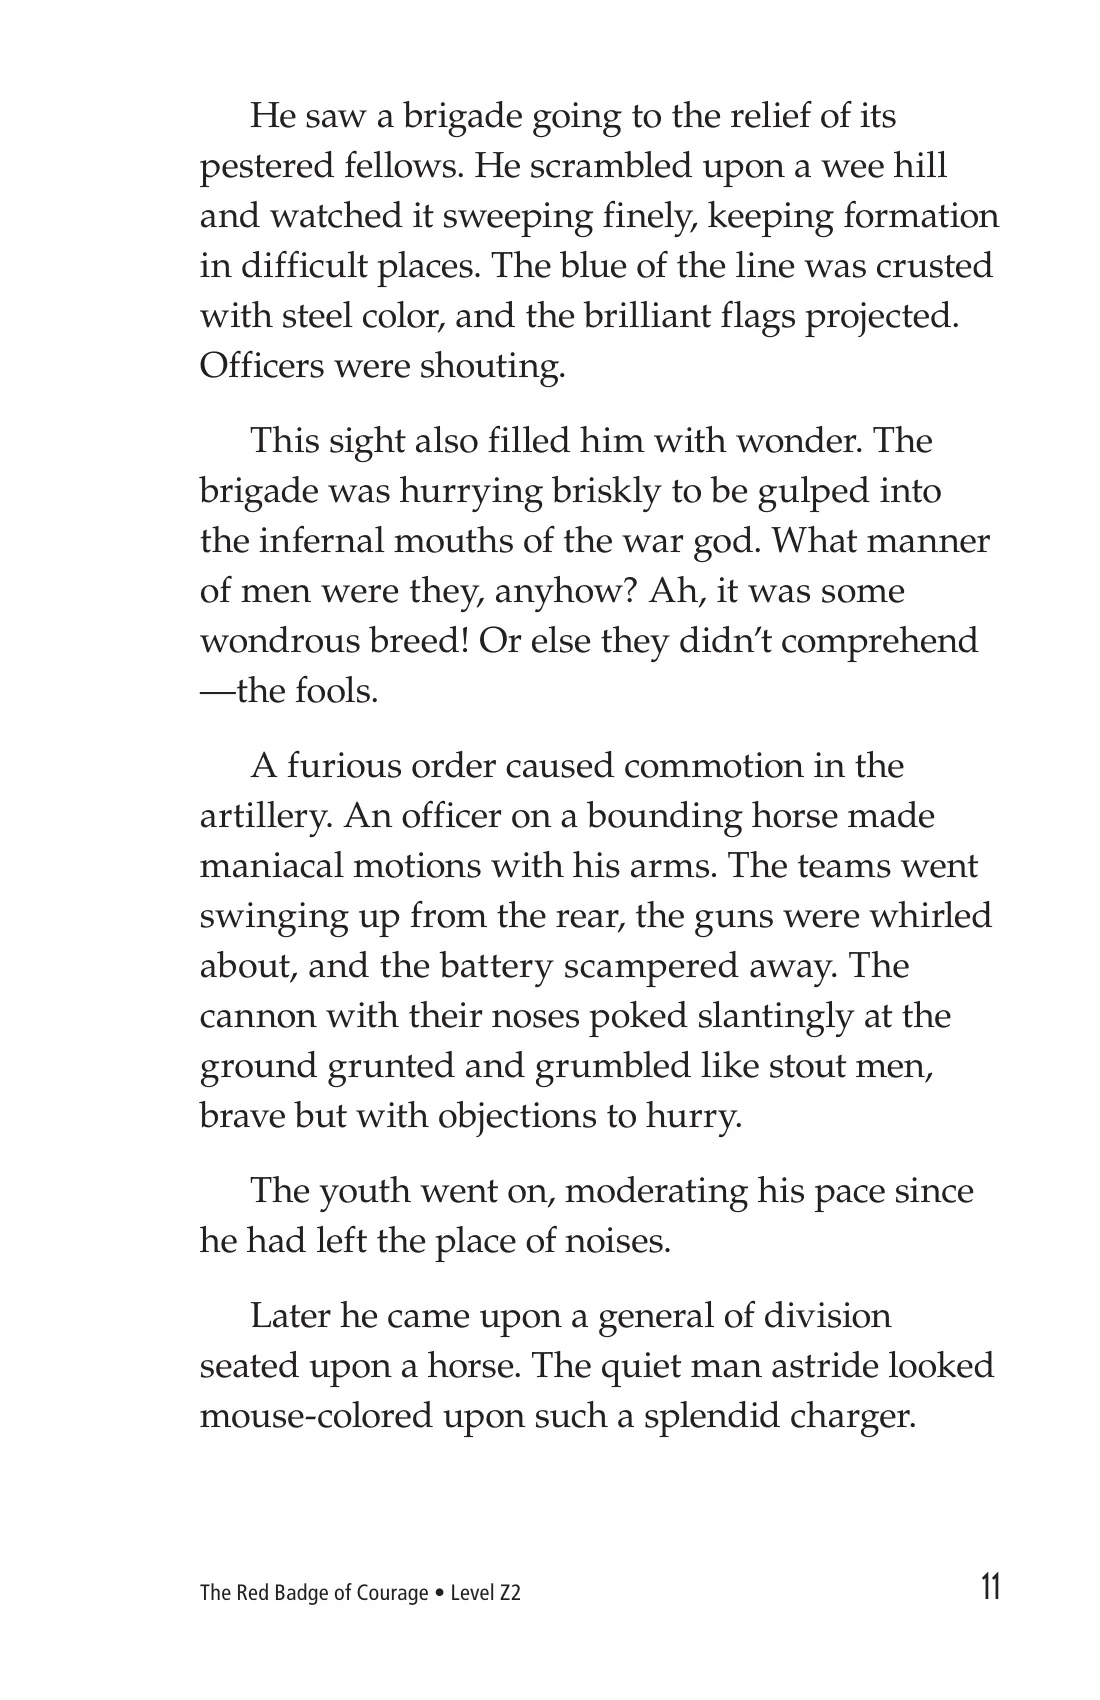 He saw a brigade going to the relief of its
pestered fellows. He scrambled upon a wee hill
and watched it sweeping finely, keeping formation
in difficult places. The blue of the line was crusted
with steel color, and the brilliant flags projected.
Officers were shouting.
This sight also filled him with wonder. The
brigade was hurrying briskly to be gulped into
the infernal mouths of the war god. What manner
of men were they, anyhow? Ah, it was some
wondrous breed! Or else they didn’t comprehend
—the fools.
A furious order caused commotion in the
artillery. An officer on a bounding horse made
maniacal motions with his arms. The teams went
swinging up from the rear, the guns were whirled
about, and the battery scampered away. The
cannon with their noses poked slantingly at the
ground grunted and grumbled like stout men,
brave but with objections to hurry.
The youth went on, moderating his pace since
he had left the place of noises.
Later he came upon a general of division
seated upon a horse. The quiet man astride looked
mouse-colored upon such a splendid charger.
The Red Badge of Courage • Level Z2
11